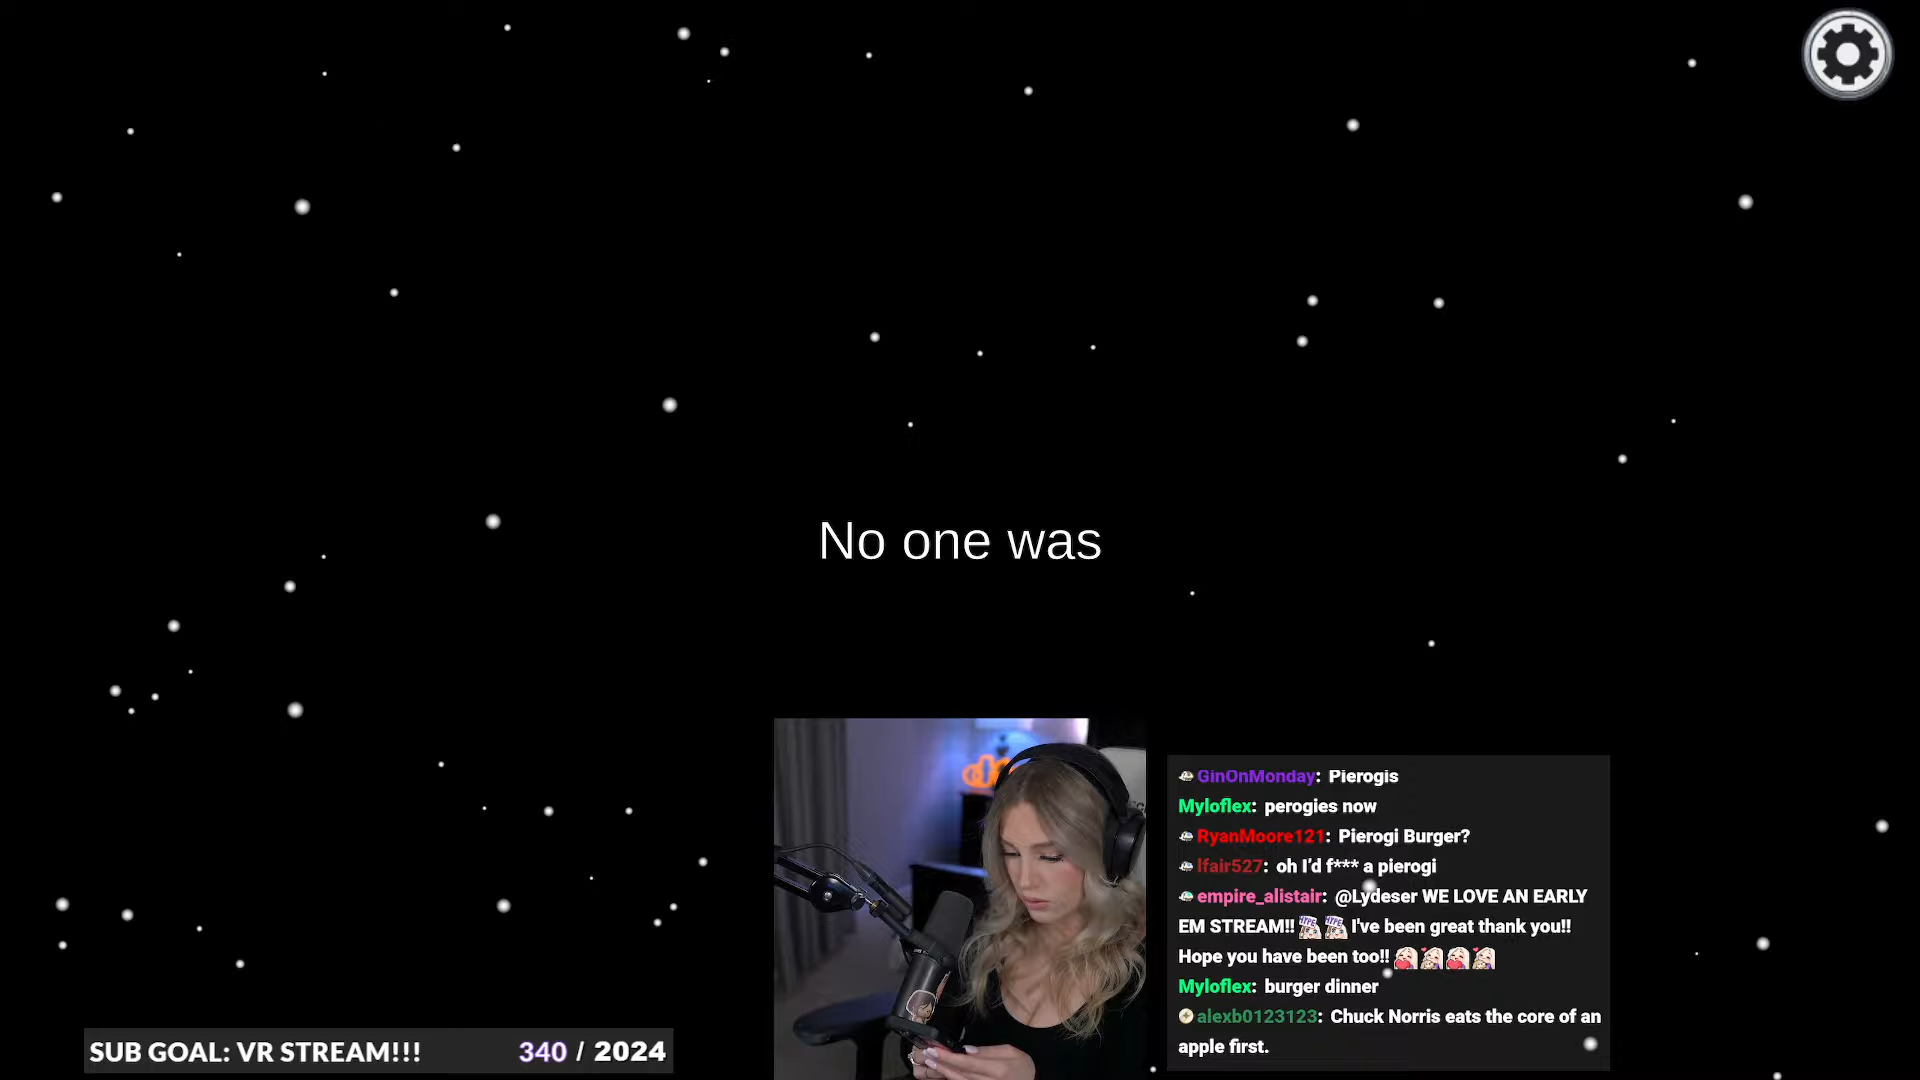 No one was
GinOnMonday: Pierogis
Myloflex: perogies now
RyanMoore121: Pierogi Burger?
lfair527: oh I'd f*** a pierogi
empire_alistair: @Lydeser WE LOVE AN EARLY
EM STREAM!! I've been great thank you!!
Hope you have been too!!
Myloflex: burger dinner
alexb0123123: Chuck Norris eats the core of an
apple first.
SUB GOAL: VR STREAM!!! 340 / 2024